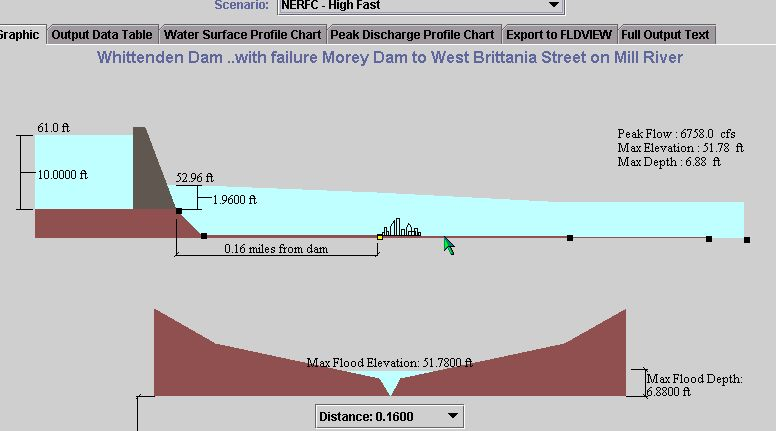 Scenario: NERFC - High Fast
Graphic Output Data Table Water Surface Profile Chart Peak Discharge Profile Chart Export to FLDVIEW Full Output Text
Whittenden Dam ..with failure Morey Dam to West Brittania Street on Mill River
61.0 ft
10.0000 ft
52.96 ft
1.9600 ft
Peak Flow : 6758.0 cfs
Max Elevation : 51.78 ft
Max Depth : 6.88 ft
0.16 miles from dam
Max Flood Elevation: 51.7800 ft
Max Flood Depth:
6.8800 ft
Distance: 0.1600